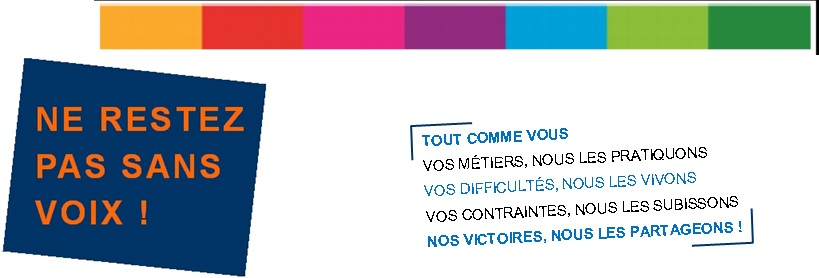 NE RESTEZ
PAS SANS
VOIX !
TOUT COMME VOUS
VOS MÉTIERS, NOUS LES PRATIQUONS
VOS DIFFICULTÉS, NOUS LES VIVONS
VOS CONTRAINTES, NOUS LES SUBISSONS
NOS VICTOIRES, NOUS LES PARTAGEONS !